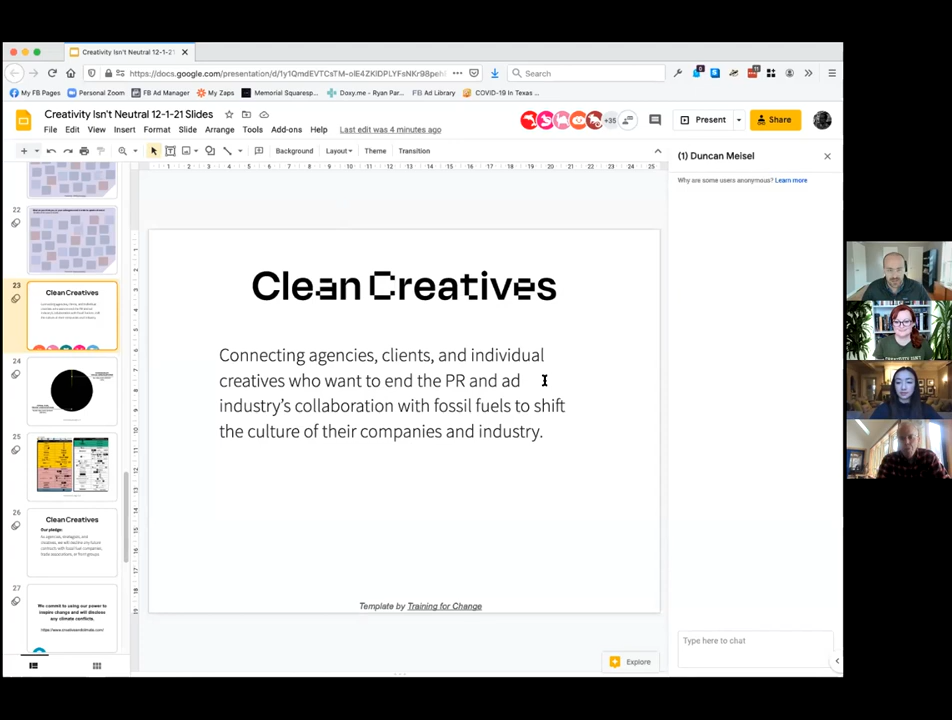 Creativity Isn't Neutral 12-1-21
https://docs.google.com/presentation/d/1y1QmdEVTCsTM-olE4ZKlDPLYFsNKr98peh
Search
My FB Pages
Personal Zoom
FB Ad Manager
My Zaps
Memorial Squaresp...
Doxy.me - Ryan Par...
FB Ad Library
COVID-19 In Texas ...
Creativity Isn't Neutral 12-1-21 Slides
File Edit View Insert Format Slide Arrange Tools Add-ons Help
Last edit was 4 minutes ago
+35
Present
Share
Background
Layout
Theme
Transition
(1) Duncan Meisel
Why are some users anonymous? Learn more
22
23
Clean Creatives
24
25
26
Clean Creatives
Our pledge:
27
We commit to using our power to
inspire change and will disclose
any climate conflicts.
Clean Creatives
Connecting agencies, clients, and individual
creatives who want to end the PR and ad
industry's collaboration with fossil fuels to shift
the culture of their companies and industry.
Template by Training for Change
Type here to chat
Explore